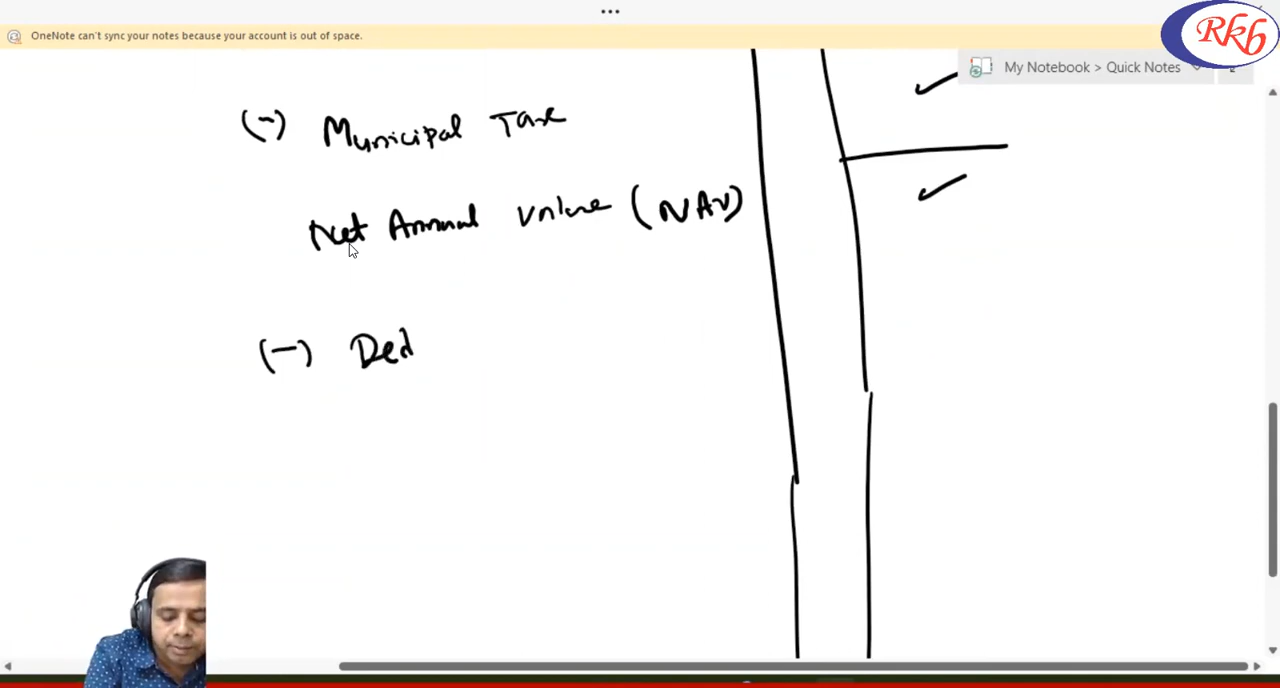 OneNote can't sync your notes because your account is out of space.
Rkb
My Notebook > Quick Notes
(-) Municipal Tax
Net Annual Value (NAV)
(-) Ded